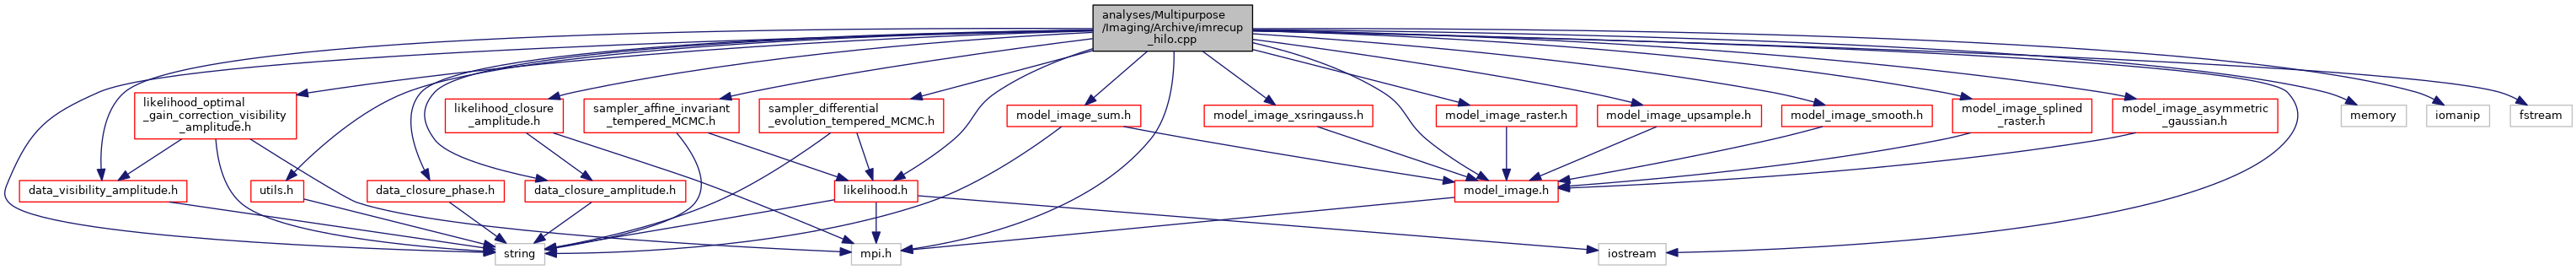 analyses/Multipurpose
/Imaging/Archive/imrecup
_hilo.cpp
likelihood_optimal
_gain_correction_visibility
_amplitude.h
likelihood_closure
_amplitude.h
sampler_affine_invariant
_tempered_MCMC.h
sampler_differential
_evolution_tempered_MCMC.h
model_image_sum.h
model_image_xsringauss.h
model_image_raster.h
model_image_upsample.h
model_image_smooth.h
model_image_splined
_raster.h
model_image_asymmetric
_gaussian.h
memory
iomanip
fstream
data_visibility_amplitude.h
utils.h
data_closure_phase.h
data_closure_amplitude.h
likelihood.h
model_image.h
string
mpi.h
iostream